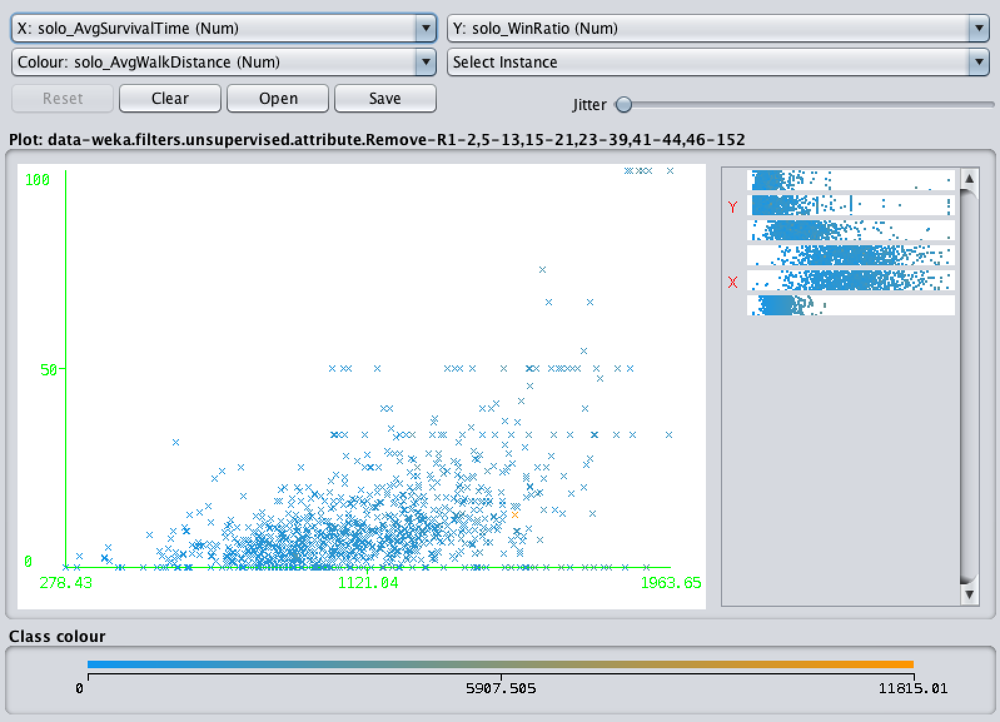 X: solo_AvgSurvivalTime (Num)
Y: solo_WinRatio (Num)
Colour: solo_AvgWalkDistance (Num)
Select Instance
Reset
Clear
Open
Save
Jitter
Plot: data-weka.filters.unsupervised.attribute.Remove-R1-2,5-13,15-21,23-39,41-44,46-152
100
50
0
278.43
1121.04
1963.65
Y
X
Class colour
0
5907.505
11815.01